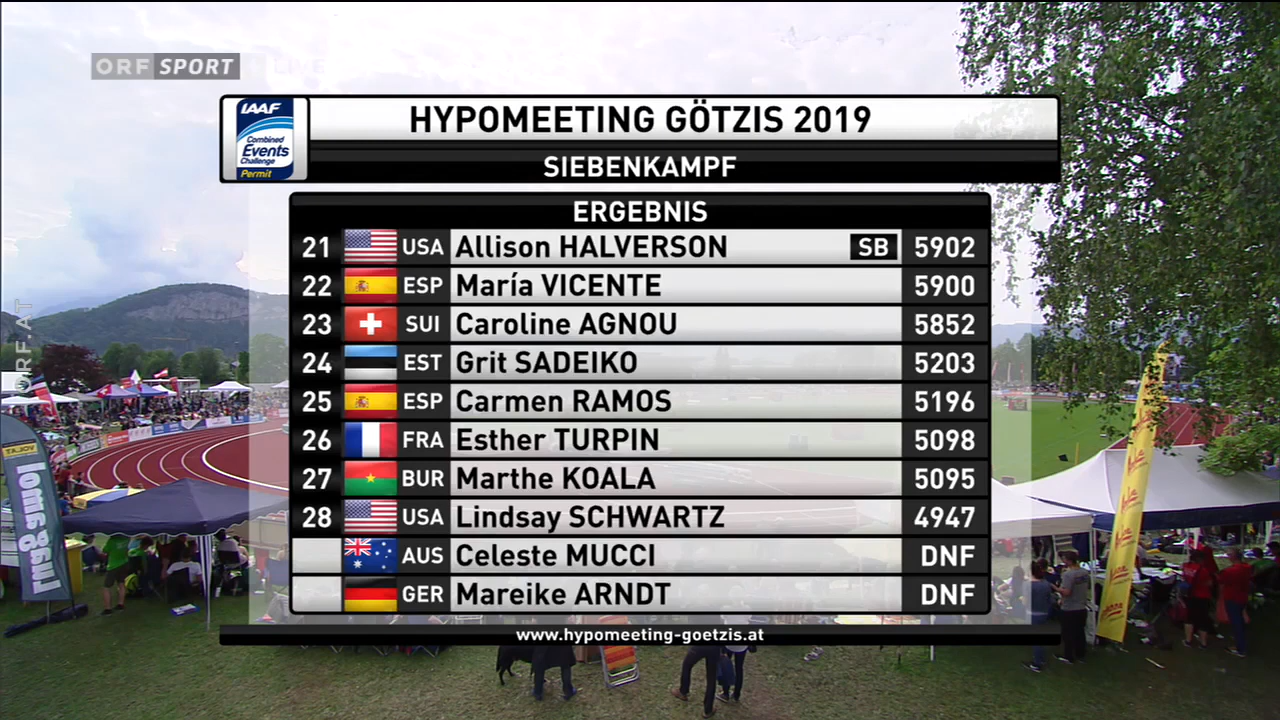 ORF SPORT LIVE
IAAF
Combined
Events
Challenge
Permit
HYPOMEETING GÖTZIS 2019
SIEBENKAMPF
ERGEBNIS
21 USA Allison HALVERSON SB 5902
22 ESP María VICENTE 5900
23 SUI Caroline AGNOU 5852
24 EST Grit SADEIKO 5203
25 ESP Carmen RAMOS 5196
26 FRA Esther TURPIN 5098
27 BUR Marthe KOALA 5095
28 USA Lindsay SCHWARTZ 4947
AUS Celeste MUCCI DNF
GER Mareike ARNDT DNF
www.hypomeeting-goetzis.at
ORF.AT